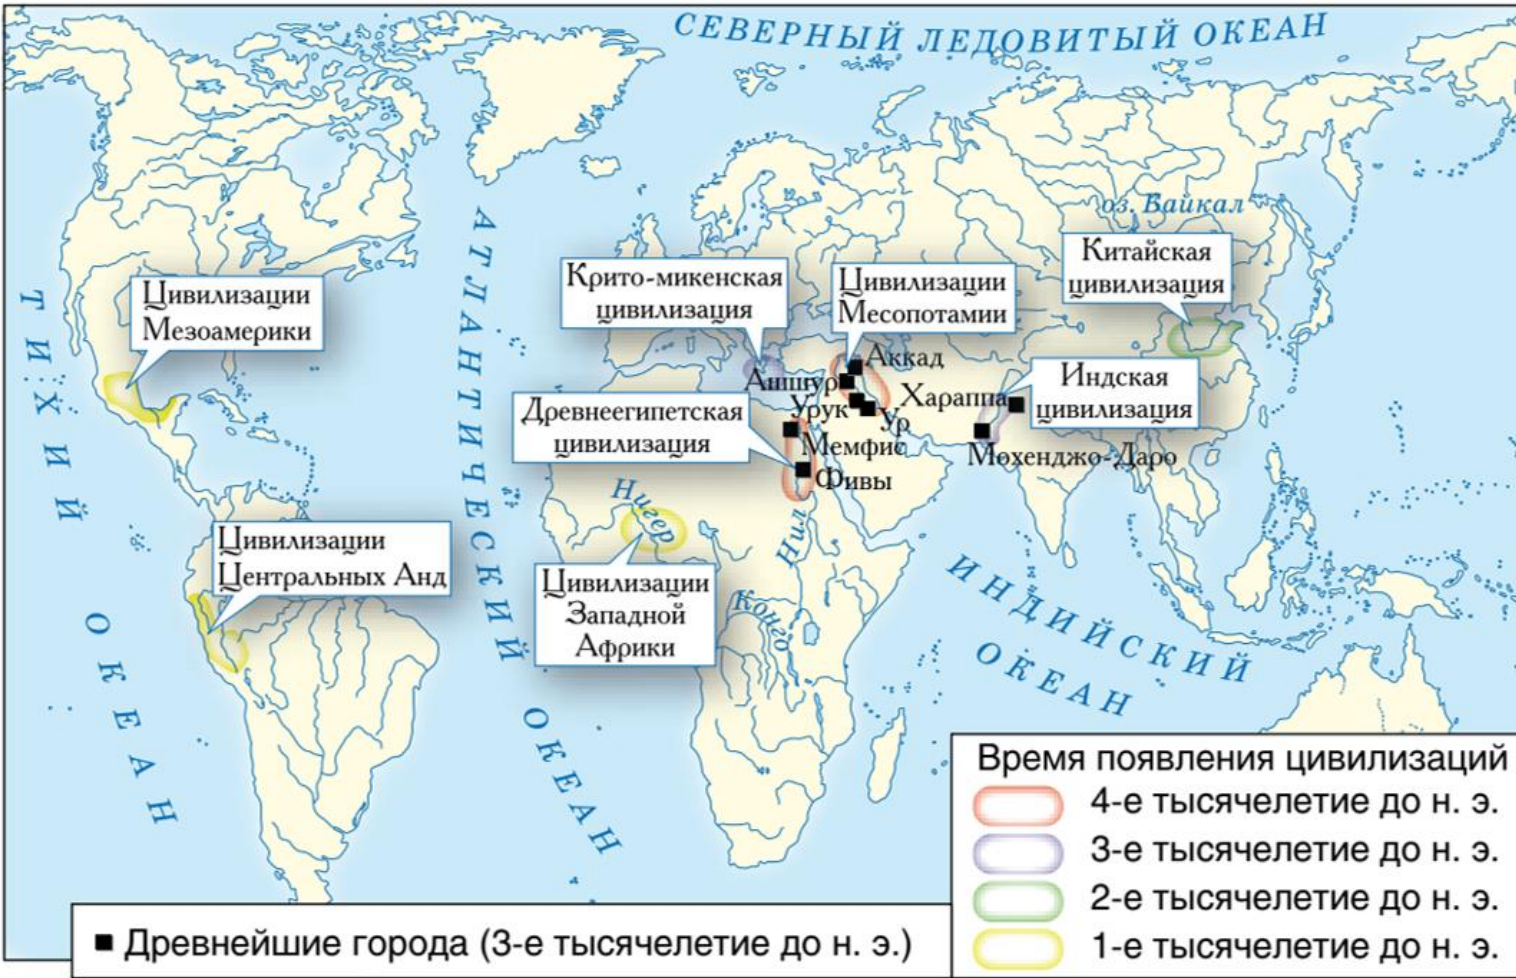 СЕВЕРНЫЙ ЛЕДОВИТЫЙ ОКЕАН
ТИХИЙ ОКЕАН
АТЛАНТИЧЕСКИЙ ОКЕАН
оз. Байкал
Китайская
цивилизация
Крито-микенская
цивилизация
Цивилизации
Месопотамии
Цивилизации
Мезоамерики
Аккад
Ашшур
Урук
Ур
Хараппа
Индская
цивилизация
Мохенджо-Даро
Древнеегипетская
цивилизация
Мемфис
Фивы
Нигер
Нил
Цивилизации
Центральных Анд
Цивилизации
Западной
Африки
Конго
ИНДИЙСКИЙ
ОКЕАН
Время появления цивилизаций
4-е тысячелетие до н. э.
3-е тысячелетие до н. э.
2-е тысячелетие до н. э.
1-е тысячелетие до н. э.
Древнейшие города (3-е тысячелетие до н. э.)